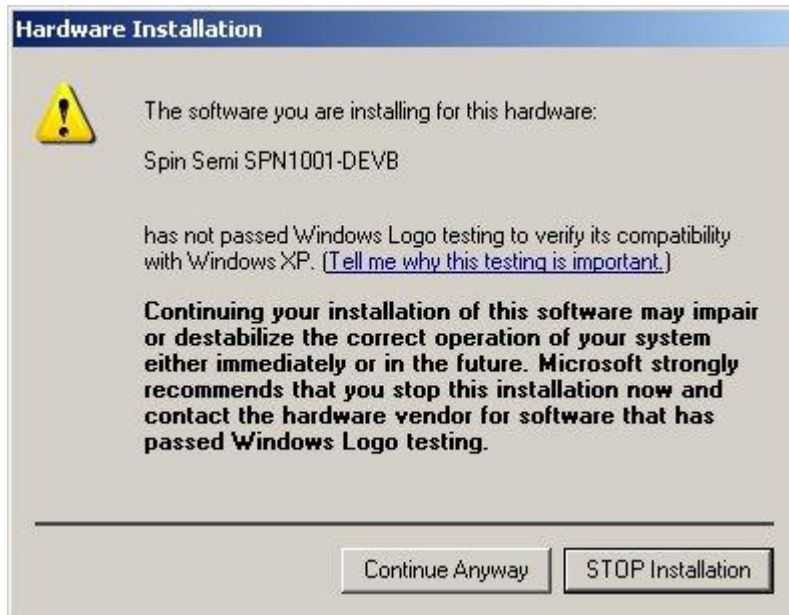 Hardware Installation
The software you are installing for this hardware:
Spin Semi SPN1001-DEVB
has not passed Windows Logo testing to verify its compatibility
with Windows XP. (Tell me why this testing is important.)
Continuing your installation of this software may impair
or destabilize the correct operation of your system
either immediately or in the future. Microsoft strongly
recommends that you stop this installation now and
contact the hardware vendor for software that has
passed Windows Logo testing.
Continue Anyway
STOP Installation